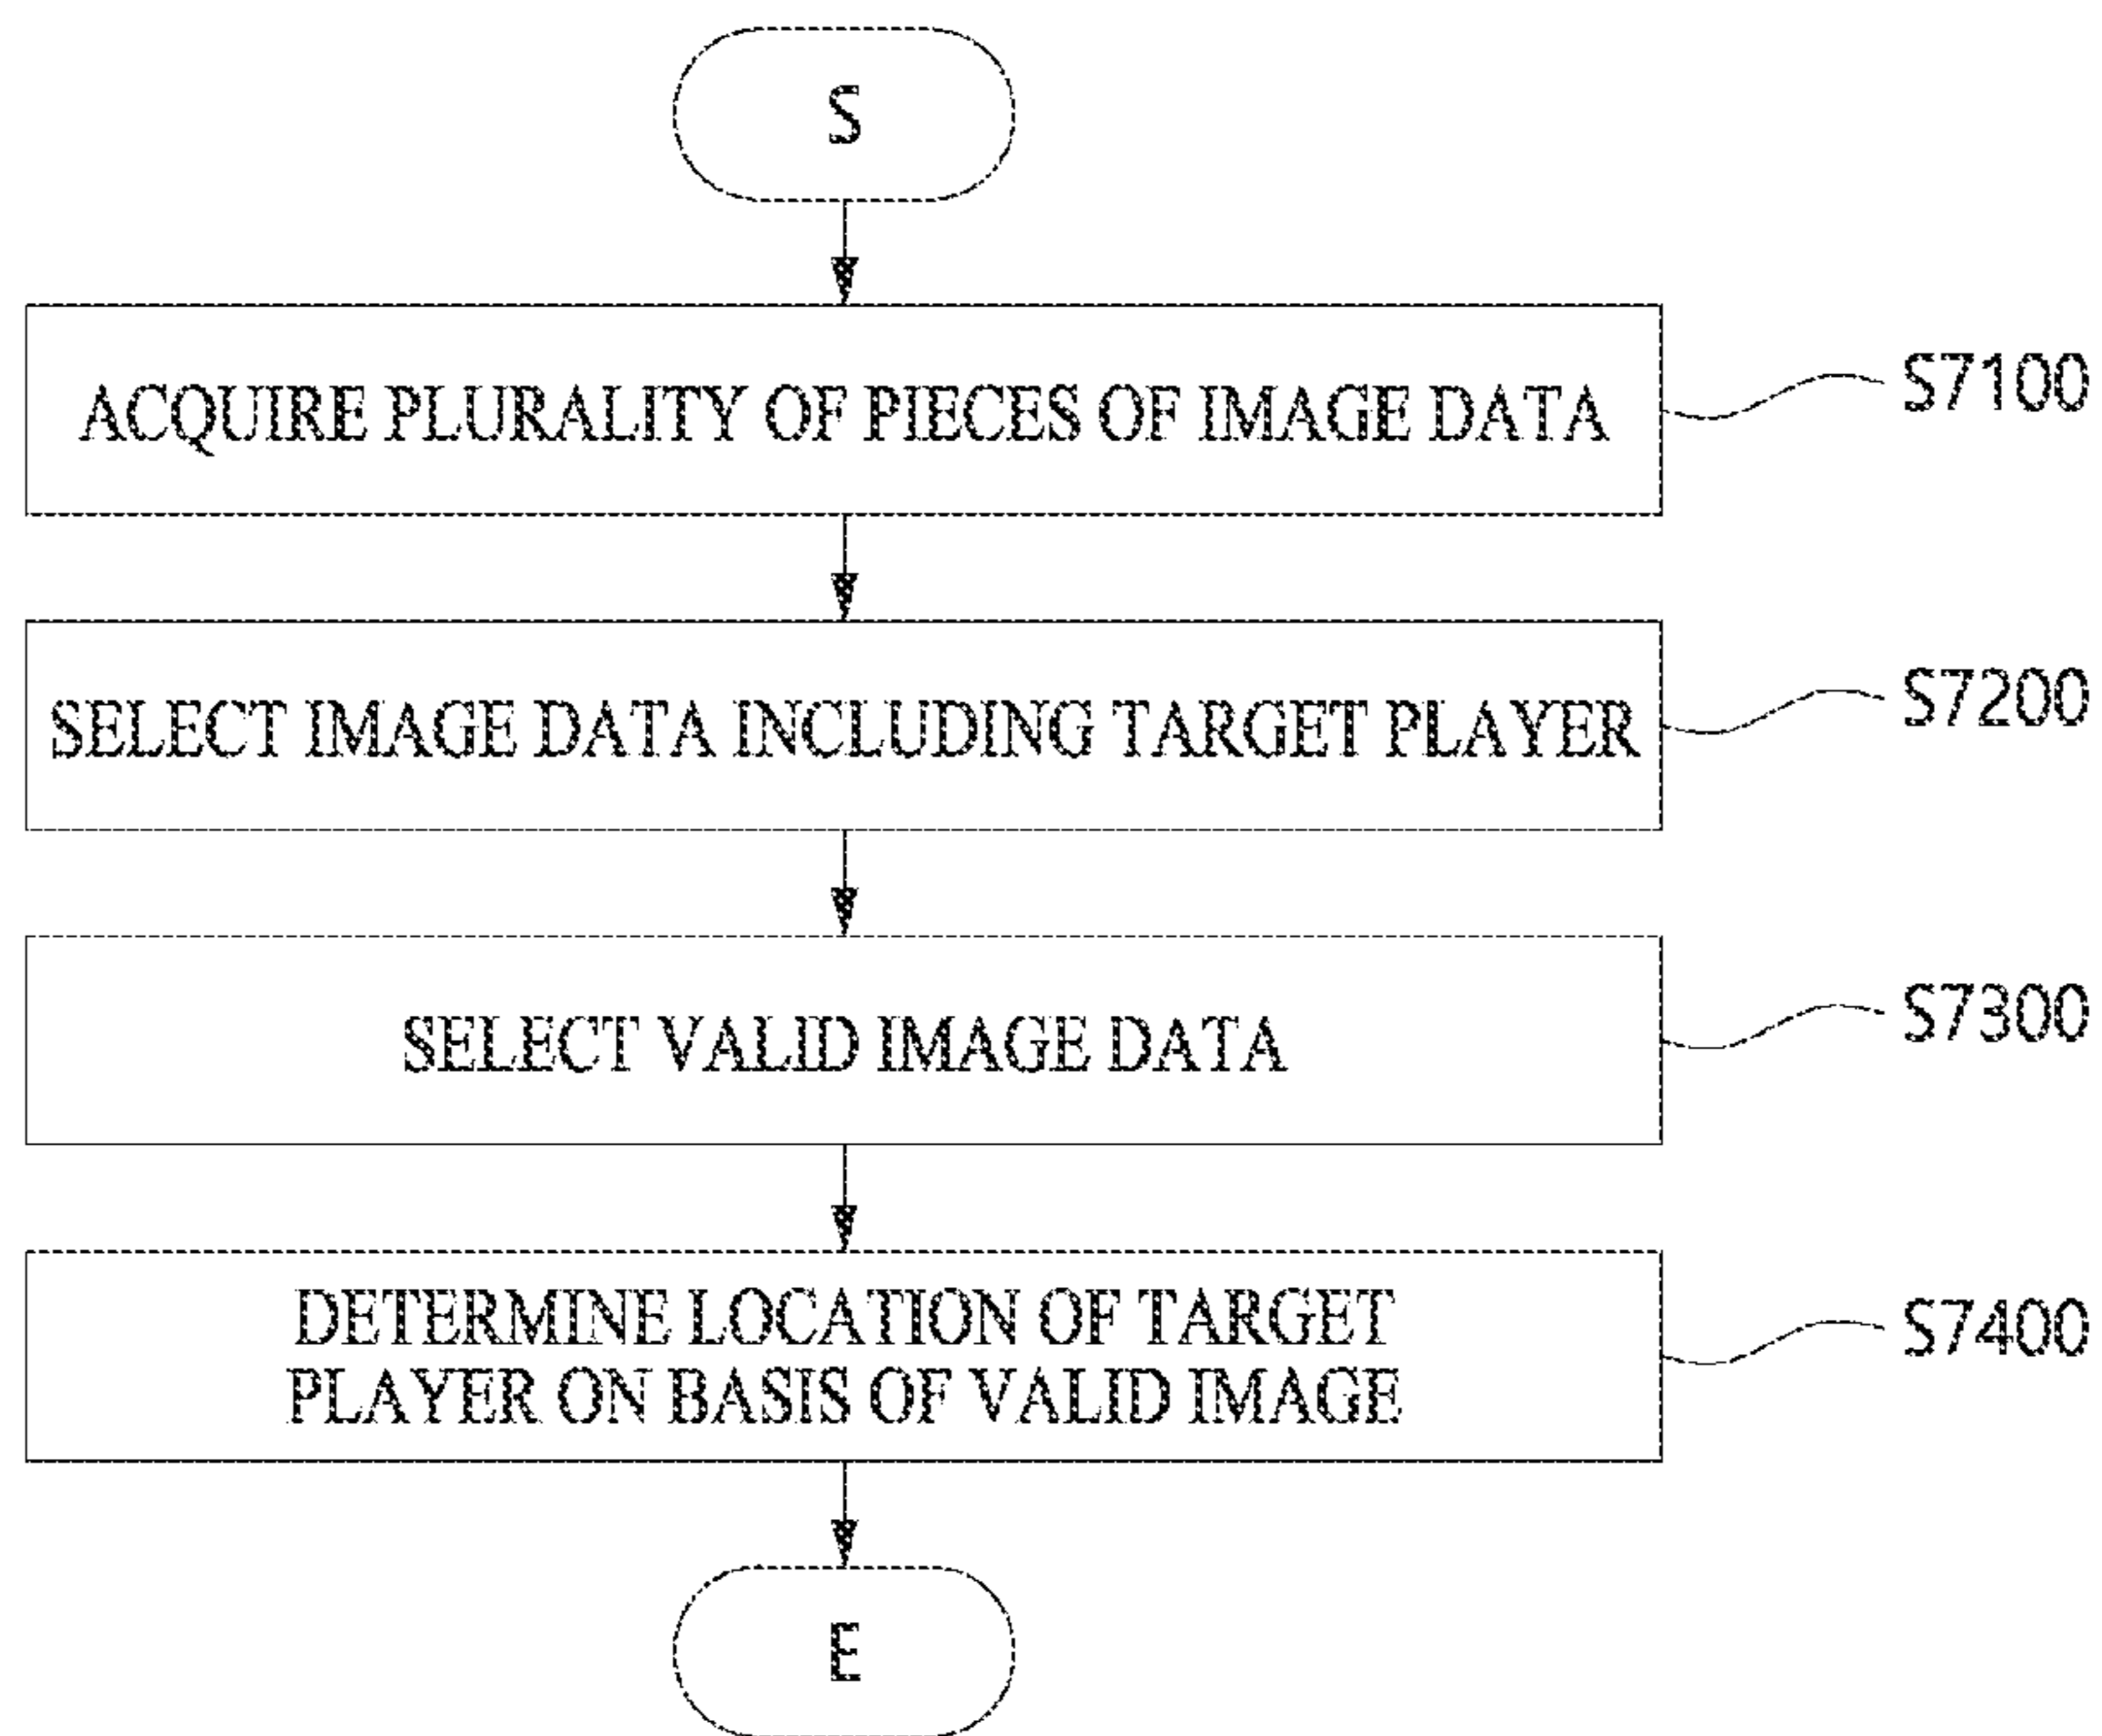 S
ACQUIRE PLURALITY OF PIECES OF IMAGE DATA
S7100
SELECT IMAGE DATA INCLUDING TARGET PLAYER
S7200
SELECT VALID IMAGE DATA
S7300
DETERMINE LOCATION OF TARGET
PLAYER ON BASIS OF VALID IMAGE
S7400
E